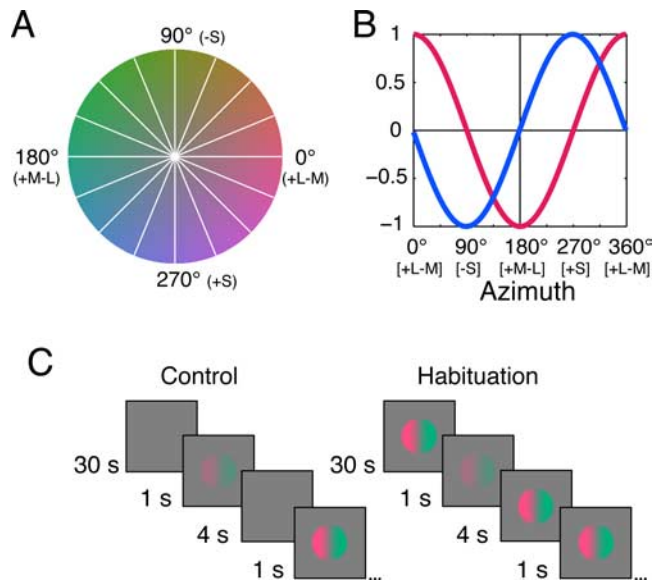 A
90° (-S)
180°
(+M-L)
0°
(+L-M)
270° (+S)
B
1
0.5
0
−0.5
−1
0° 90° 180° 270° 360°
[+L-M] [-S] [+M-L] [+S] [+L-M]
Azimuth
C
Control
30 s
1 s
4 s
1 s
...
Habituation
30 s
1 s
4 s
1 s
...